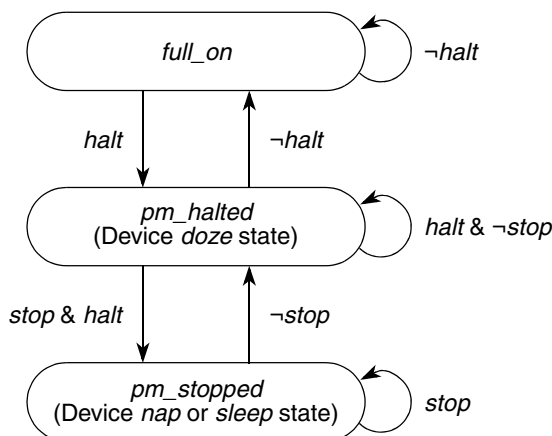 full_on
¬halt
halt
¬halt
pm_halted
(Device doze state)
halt & ¬stop
stop & halt
¬stop
pm_stopped
(Device nap or sleep state)
stop